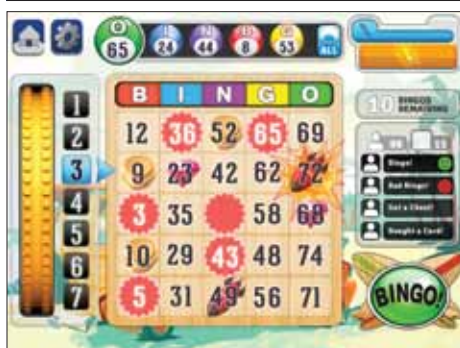 65 24 44 8 53 ALL
10 BINGOS
REMAINING
B I N G O
1
2
3
4
5
6
7
12 36 52 65 69
9 23 42 62 72
3 35 58 68
10 29 43 48 74
5 31 49 56 71
Bingo!
Bad Bingo!
Got a Chest!
Bought a Card!
BINGO!